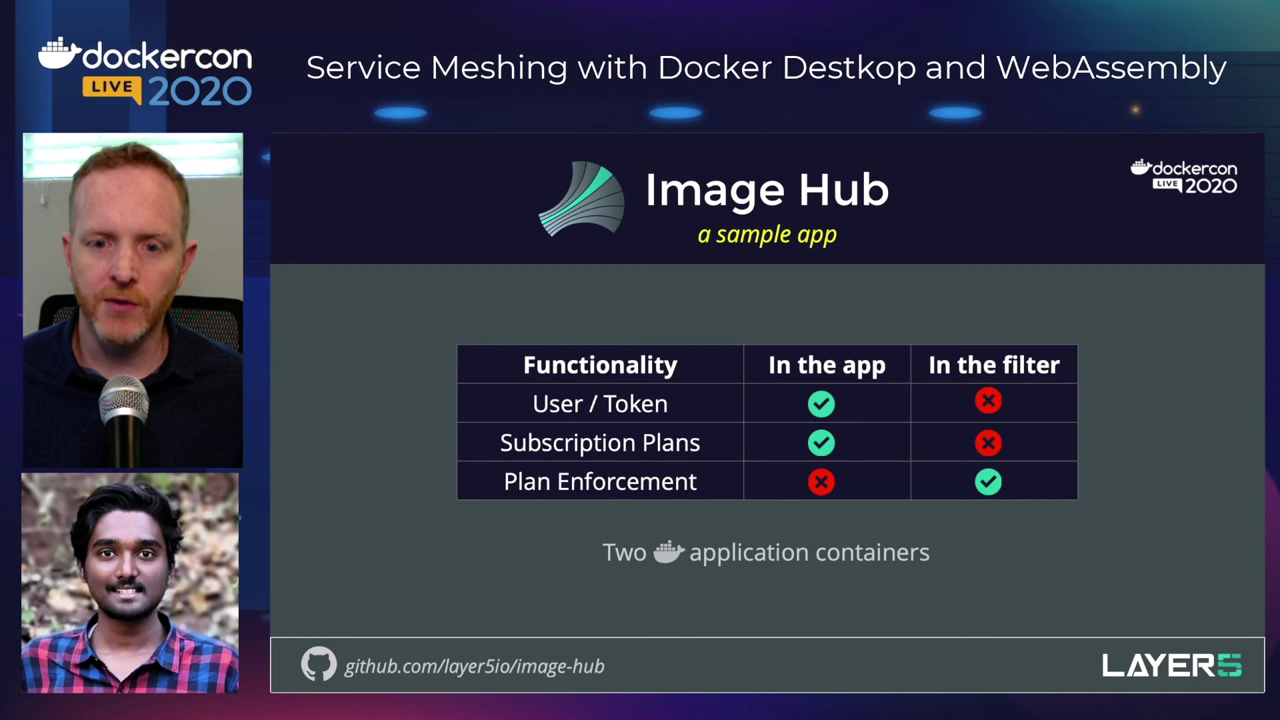 dockercon
LIVE 2020
Service Meshing with Docker Destkop and WebAssembly
Image Hub
a sample app
dockercon
LIVE 2020
Functionality In the app In the filter
User / Token
Subscription Plans
Plan Enforcement
Two application containers
github.com/layer5io/image-hub
LAYER5